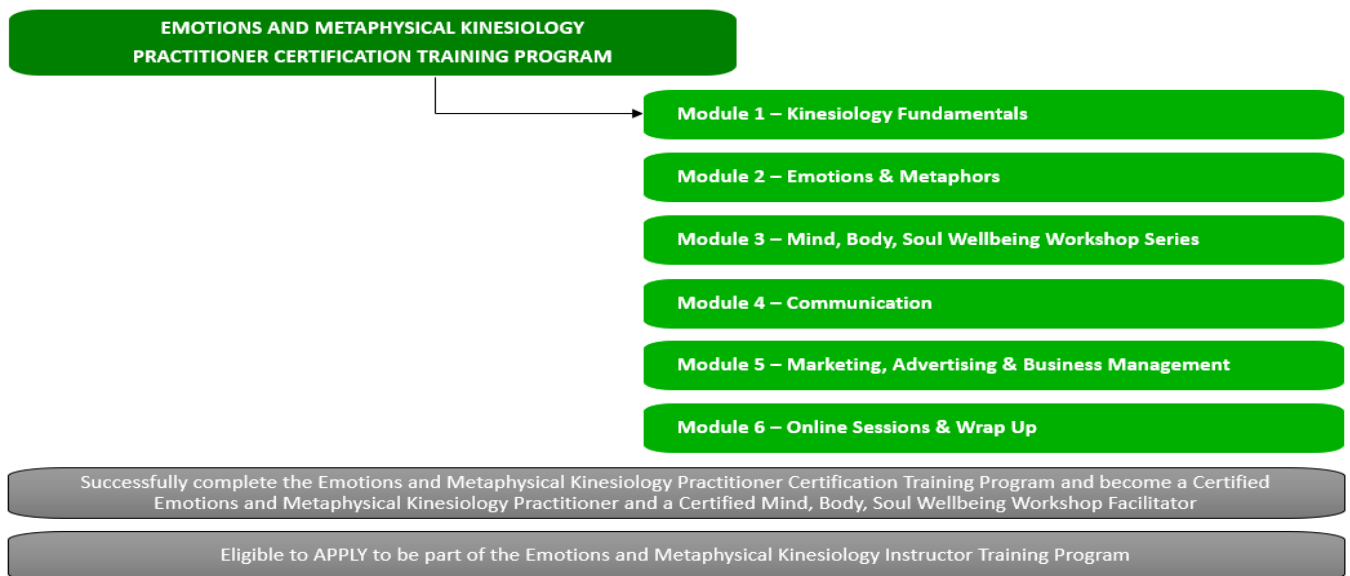 EMOTIONS AND METAPHYSICAL KINESIOLOGY
PRACTITIONER CERTIFICATION TRAINING PROGRAM
Module 1 – Kinesiology Fundamentals
Module 2 – Emotions & Metaphors
Module 3 – Mind, Body, Soul Wellbeing Workshop Series
Module 4 – Communication
Module 5 – Marketing, Advertising & Business Management
Module 6 – Online Sessions & Wrap Up
Successfully complete the Emotions and Metaphysical Kinesiology Practitioner Certification Training Program and become a Certified
Emotions and Metaphysical Kinesiology Practitioner and a Certified Mind, Body, Soul Wellbeing Workshop Facilitator
Eligible to APPLY to be part of the Emotions and Metaphysical Kinesiology Instructor Training Program